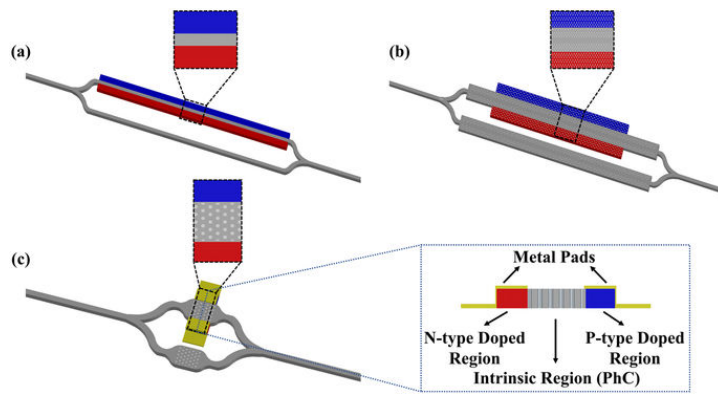 (a)
(b)
(c)
Metal Pads
N-type Doped
Region
P-type Doped
Region
Intrinsic Region (PhC)